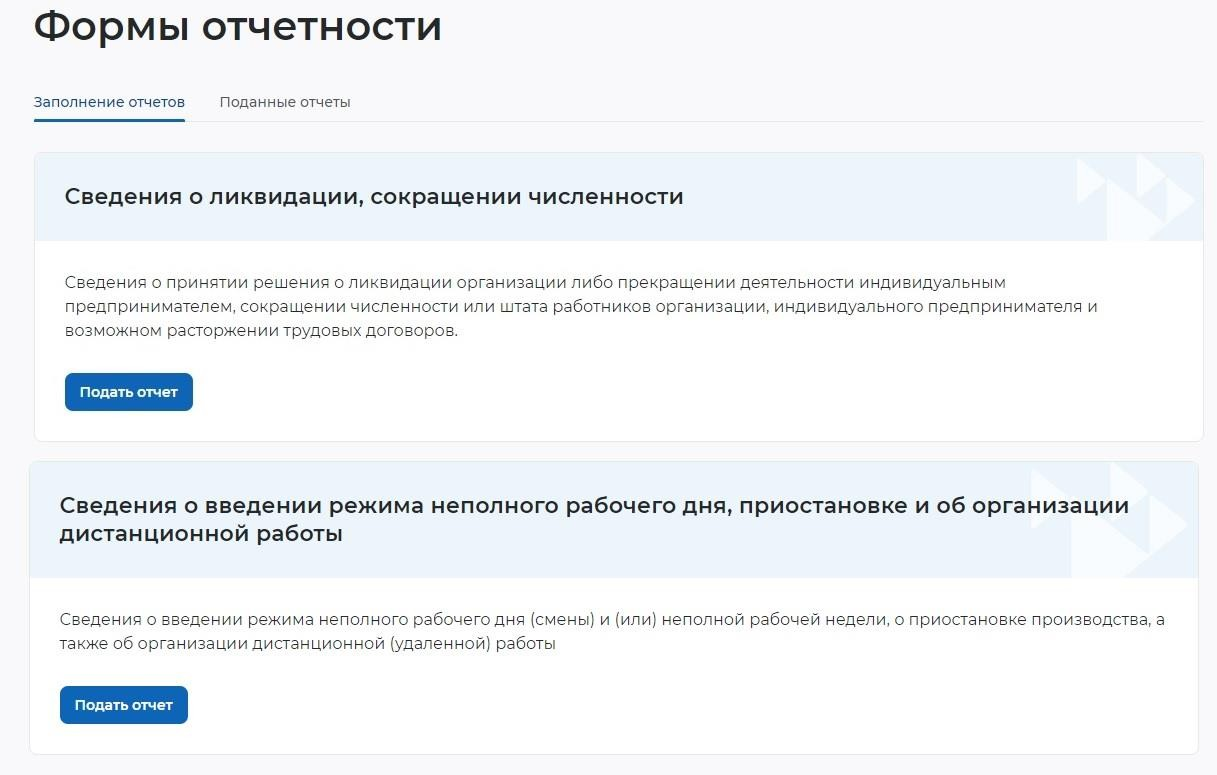 Формы отчетности
Заполнение отчетов
Поданные отчеты
Сведения о ликвидации, сокращении численности
Сведения о принятии решения о ликвидации организации либо прекращении деятельности индивидуальным
предпринимателем, сокращении численности или штата работников организации, индивидуального предпринимателя и
возможном расторжении трудовых договоров.
Подать отчет
Сведения о введении режима неполного рабочего дня, приостановке и об организации
дистанционной работы
Сведения о введении режима неполного рабочего дня (смены) и (или) неполной рабочей недели, о приостановке производства, а
также об организации дистанционной (удаленной) работы
Подать отчет